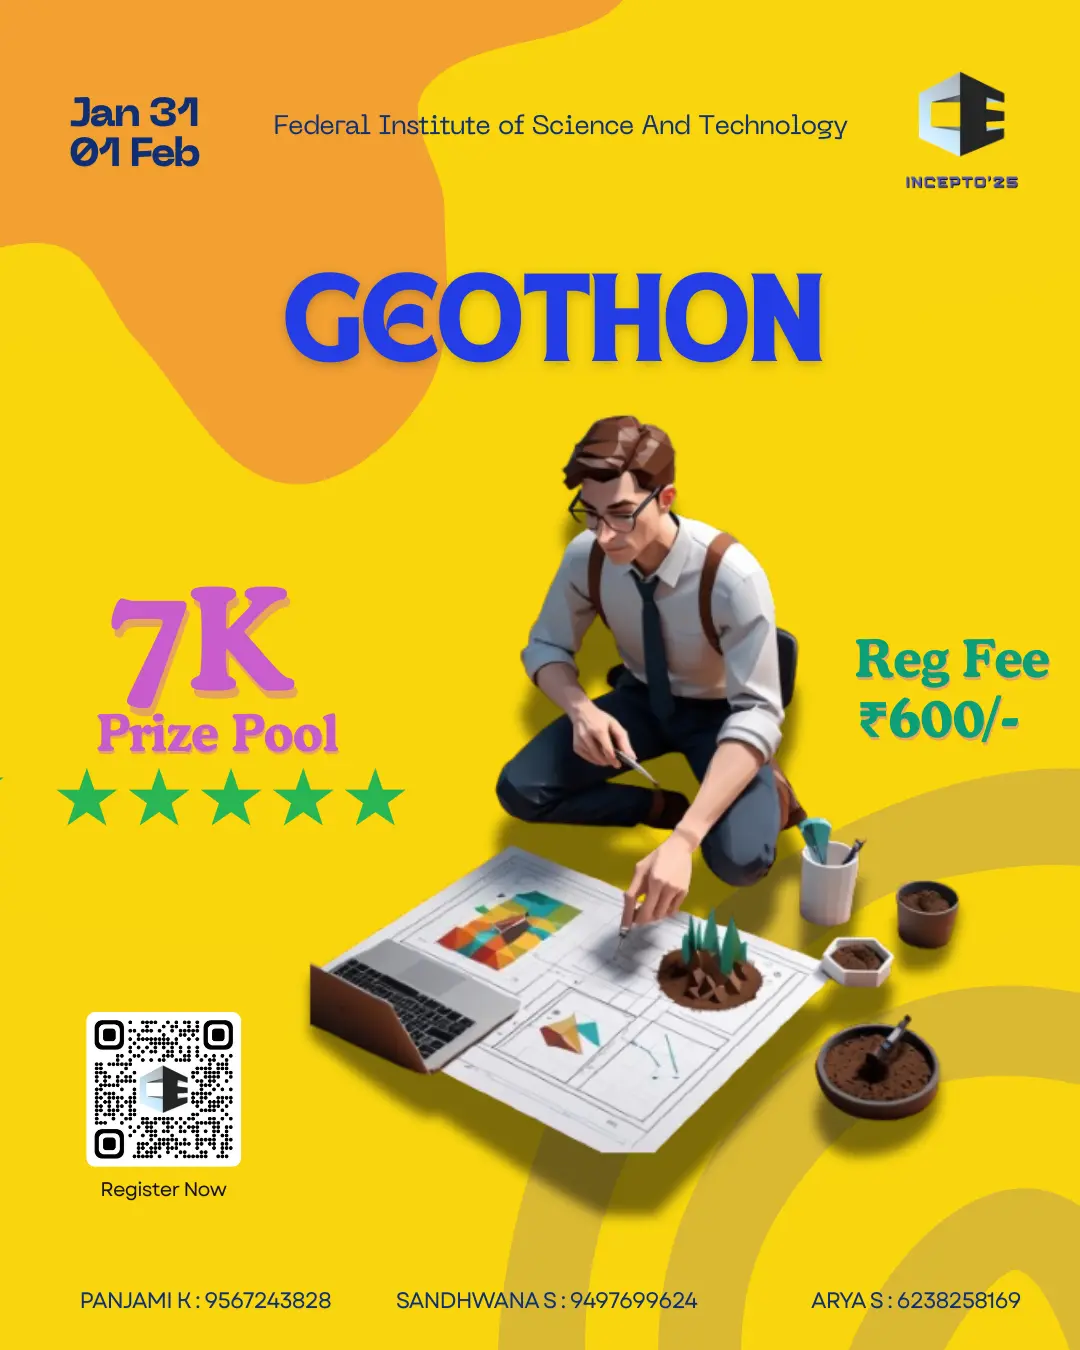 Jan 31
01 Feb
Federal Institute of Science And Technology
INCEPTO'25
GEOTHON
7K
Prize Pool
Reg Fee
₹600/-
Register Now
PANJAMI K : 9567243828
SANDHWANA S : 9497699624
ARYA S : 6238258169